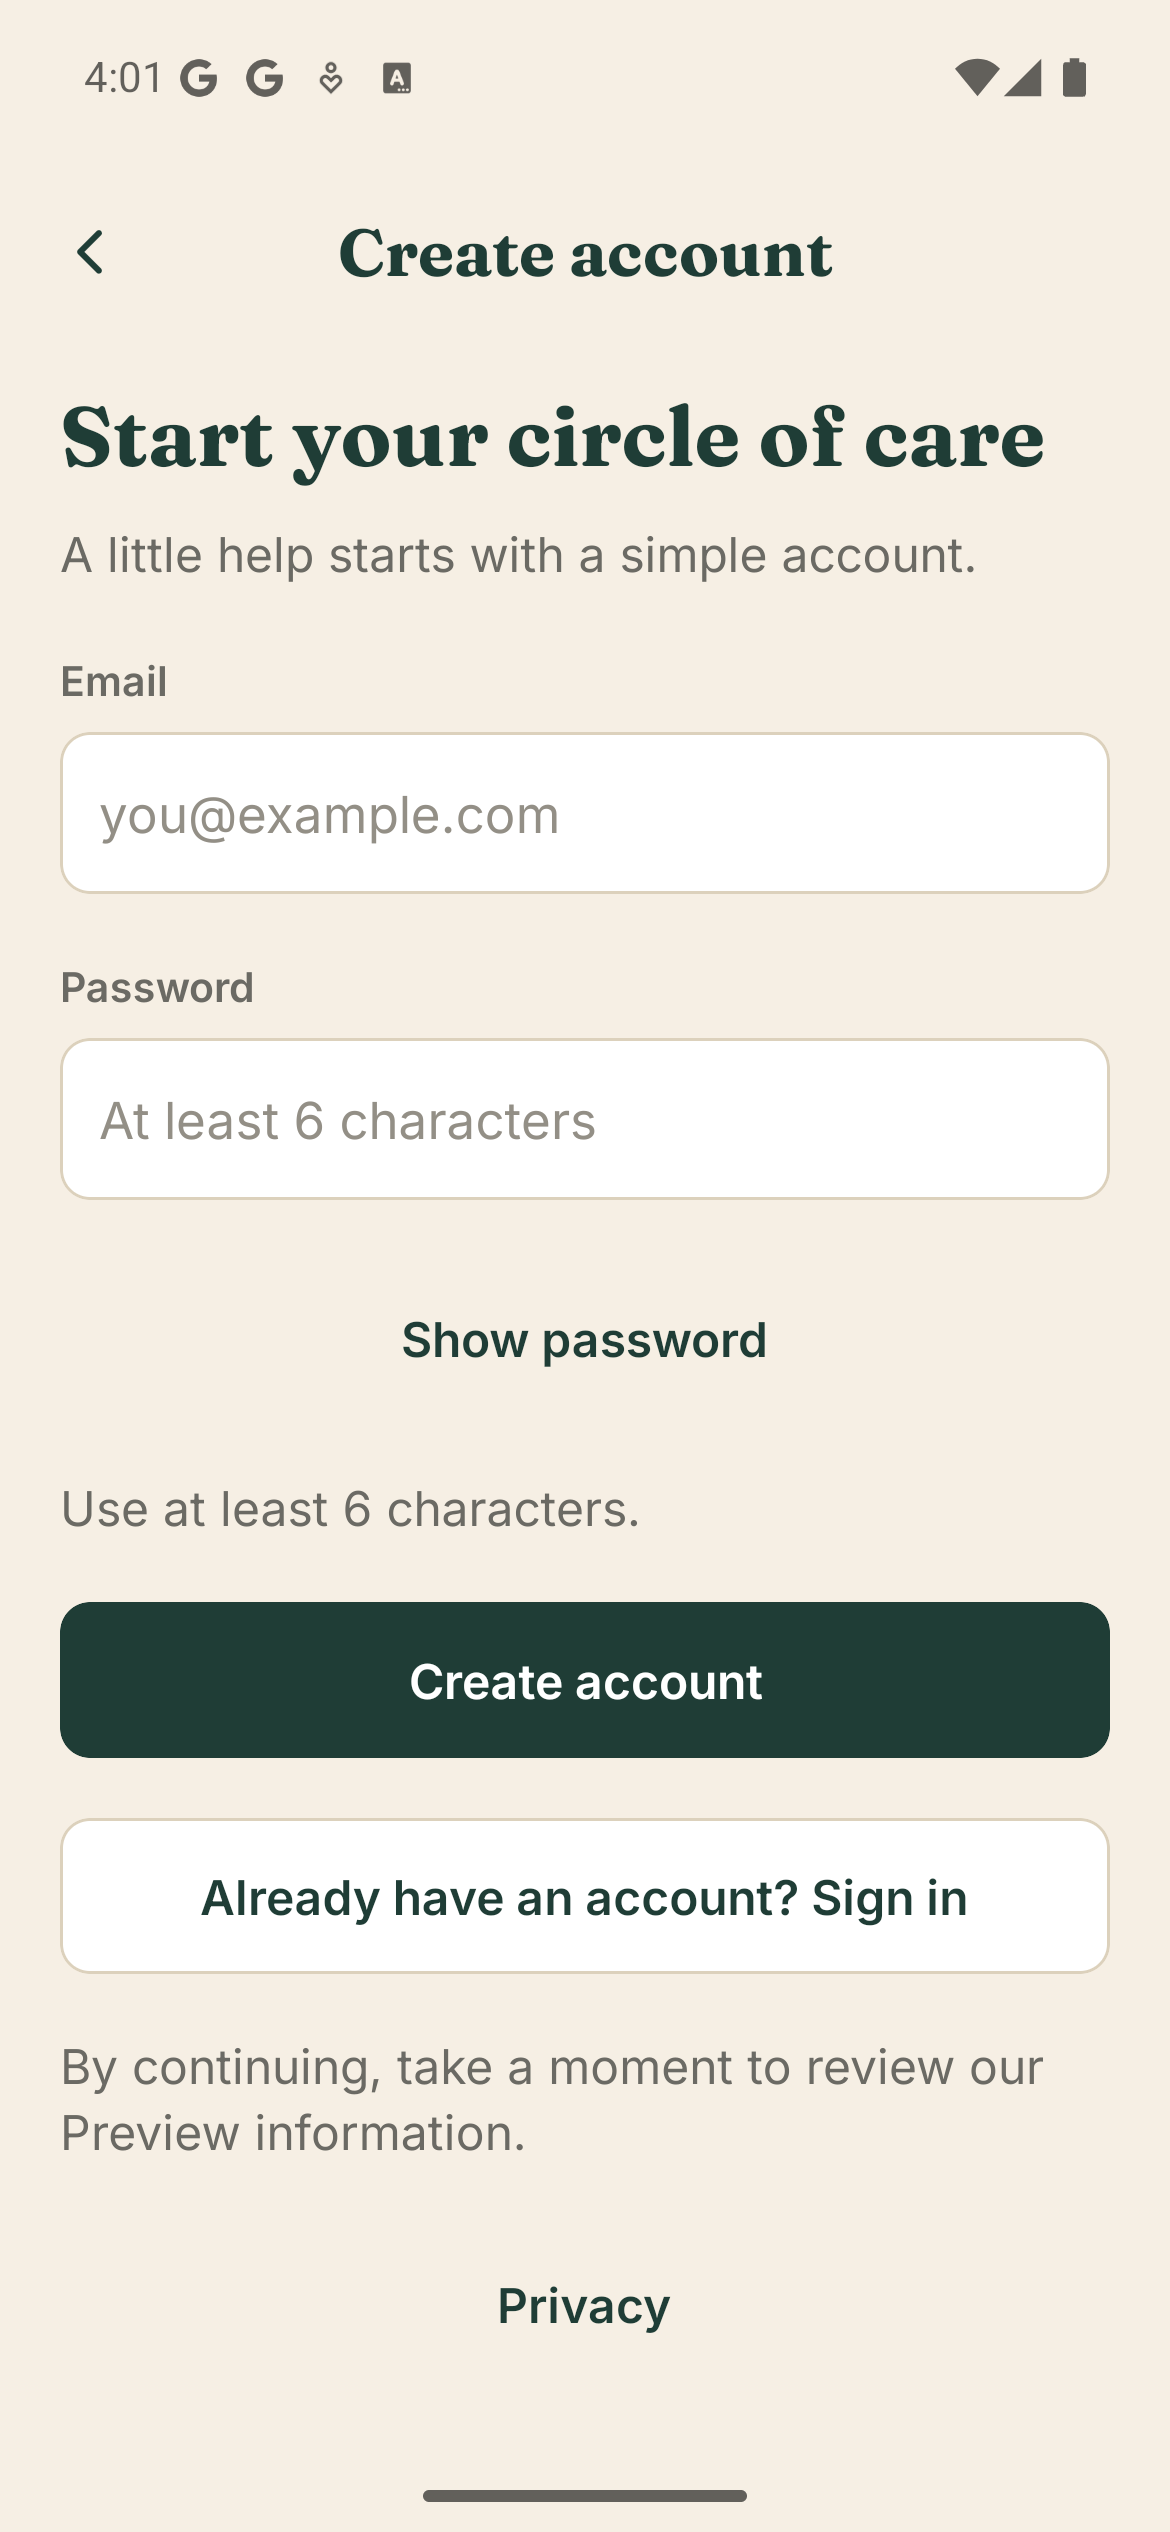 4:01
Create account
Start your circle of care
A little help starts with a simple account.
Email
you@example.com
Password
At least 6 characters
Show password
Use at least 6 characters.
Create account
Already have an account? Sign in
By continuing, take a moment to review our
Preview information.
Privacy